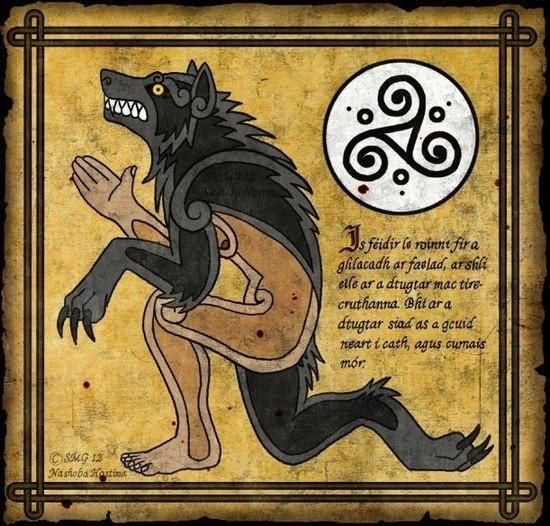 Is féidir le roinnt fir a
ghlacadh ar faelad, ar shlí
eile ar a dtugtar mac tíre-
cruthanna. Bhí ar a
dtugtar siad as a gcuid
neart i cath, agus cumais
mór.
© SMG 12
Nashoba Hostina